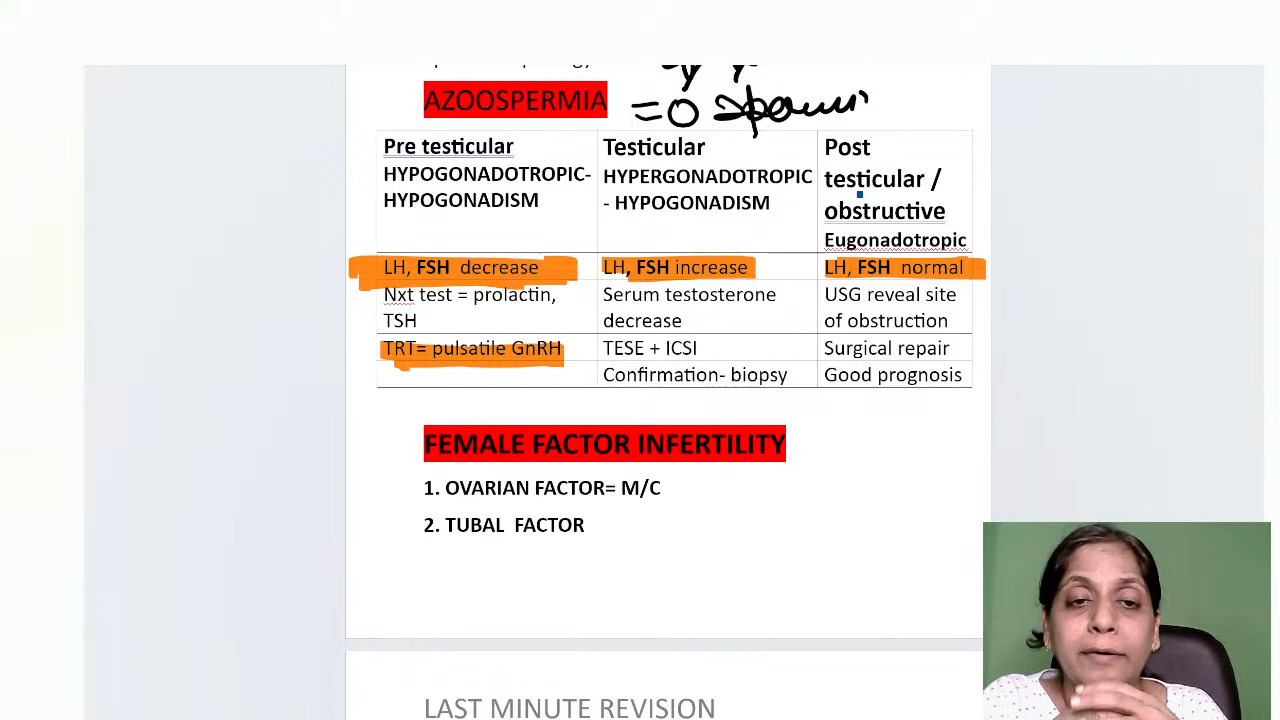 AZOOSPERMIA
=0
Pre testicular
HYPOGONADOTROPIC-
HYPOGONADISM
Testicular
HYPERGONADOTROPIC
- HYPOGONADISM
Post
testicular /
obstructive
Eugonadotropic
LH, FSH decrease
LH, FSH increase
LH, FSH normal
Nxt test = prolactin,
TSH
Serum testosterone
decrease
USG reveal site
of obstruction
TRT= pulsatile GnRH
TESE + ICSI
Surgical repair
Confirmation- biopsy
Good prognosis
FEMALE FACTOR INFERTILITY
1. OVARIAN FACTOR= M/C
2. TUBAL FACTOR
LAST MINUTE REVISION